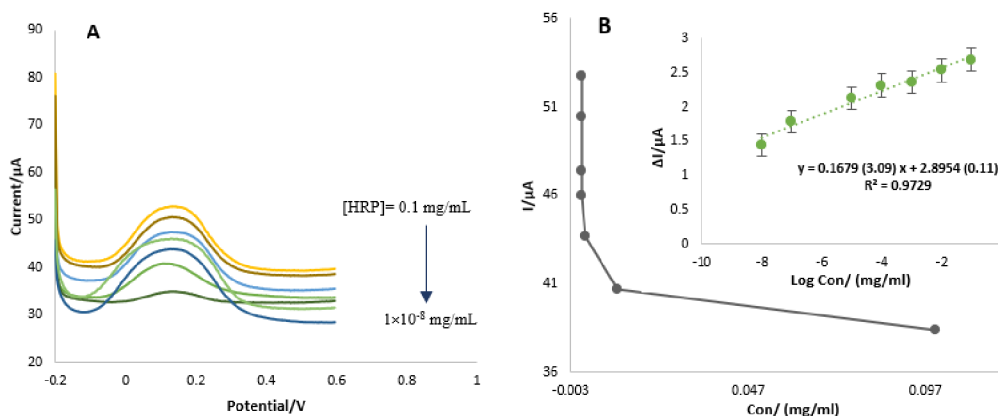 A
90
80
70
60
50
40
30
20
-0.2
0
0.2
0.4
0.6
0.8
1
Current/µA
Potential/V
[HRP]= 0.1 mg/mL
1×10⁻⁸ mg/mL
B
56
51
46
41
36
-0.003
0.047
0.097
I/µA
Con/ (mg/ml)
3
2.5
2
1.5
1
0.5
0
-10
-8
-6
-4
-2
ΔI/µA
Log Con/ (mg/ml)
y = 0.1679 (3.09) x + 2.8954 (0.11)
R² = 0.9729